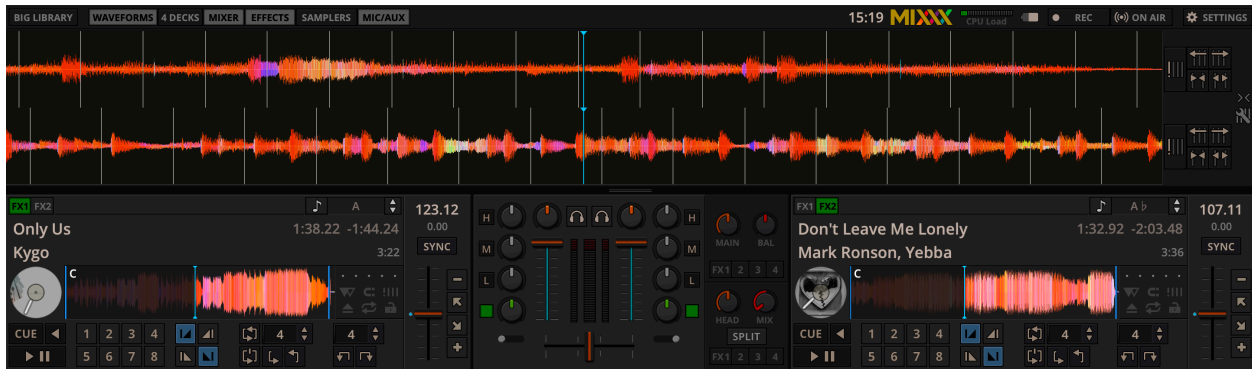 BIG LIBRARY WAVEFORMS 4 DECKS MIXER EFFECTS SAMPLERS MIC/AUX 15:19 MIXXX CPU Load REC ON AIR SETTINGS
FX1 FX2 A 123.12
Only Us 1:38.22 -1:44.24 0.00
Kygo 3:22 SYNC
C
CUE 1 2 3 4 4 4
5 6 7 8
H H
M M
L L
MAIN BAL
FX1 2 3 4
HEAD MIX
SPLIT
FX1 2 3 4
FX1 FX2 A♭ 107.11
Don't Leave Me Lonely 1:32.92 -2:03.48 0.00
Mark Ronson, Yebba 3:36 SYNC
C
CUE 1 2 3 4 4 4
5 6 7 8